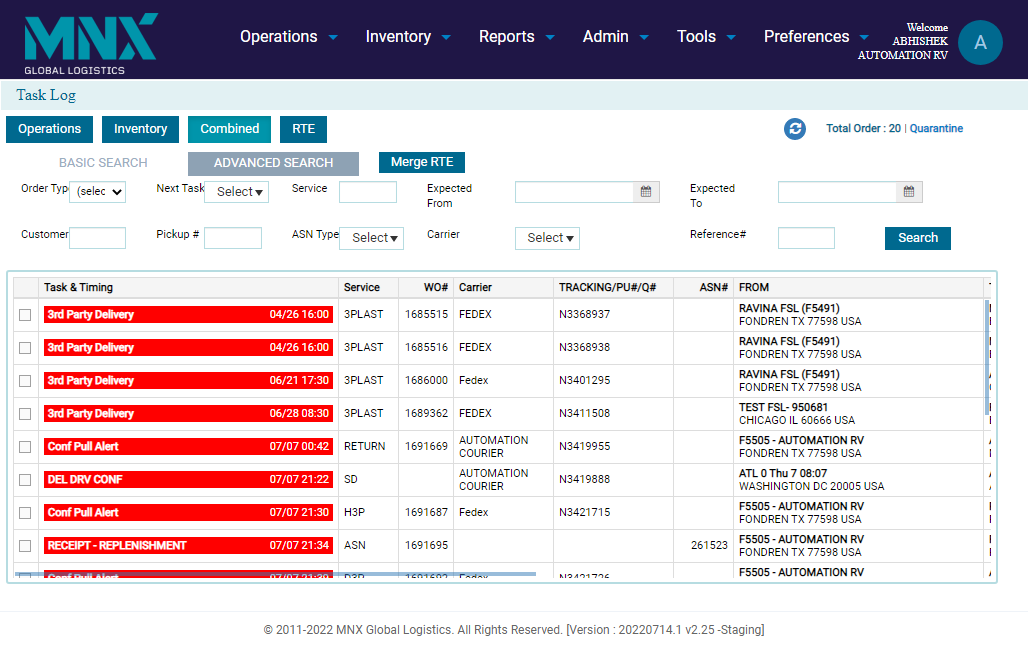 MNX
GLOBAL LOGISTICS
Operations Inventory Reports Admin Tools Preferences
Welcome
ABHISHEK
AUTOMATION RV
A
Task Log
Operations Inventory Combined RTE
Total Order : 20 | Quarantine
BASIC SEARCH ADVANCED SEARCH Merge RTE
Order Typ (selec Next Task Select Service Expected From Expected To
Customer Pickup # ASN Type Select Carrier Select Reference# Search
Task & Timing Service WO# Carrier TRACKING/PU#/Q# ASN# FROM
3rd Party Delivery 04/26 16:00 3PLAST 1685515 FEDEX N3368937 RAVINA FSL (F5491)
FONDREN TX 77598 USA
3rd Party Delivery 04/26 16:00 3PLAST 1685516 FEDEX N3368938 RAVINA FSL (F5491)
FONDREN TX 77598 USA
3rd Party Delivery 06/21 17:30 3PLAST 1686000 Fedex N3401295 RAVINA FSL (F5491)
FONDREN TX 77598 USA
3rd Party Delivery 06/28 08:30 3PLAST 1689362 FEDEX N3411508 TEST FSL- 950681
CHICAGO IL 60666 USA
Conf Pull Alert 07/07 00:42 RETURN 1691669 AUTOMATION COURIER N3419955 F5505 - AUTOMATION RV
FONDREN TX 77598 USA
DEL DRV CONF 07/07 21:22 SD AUTOMATION COURIER N3419888 ATL 0 Thu 7 08:07
WASHINGTON DC 20005 USA
Conf Pull Alert 07/07 21:30 H3P 1691687 Fedex N3421715 F5505 - AUTOMATION RV
FONDREN TX 77598 USA
RECEIPT - REPLENISHMENT 07/07 21:34 ASN 1691695 261523 F5505 - AUTOMATION RV
FONDREN TX 77598 USA
Conf Pull Alert Fedex F5505 - AUTOMATION RV
© 2011-2022 MNX Global Logistics. All Rights Reserved. [Version : 20220714.1 v2.25 -Staging]